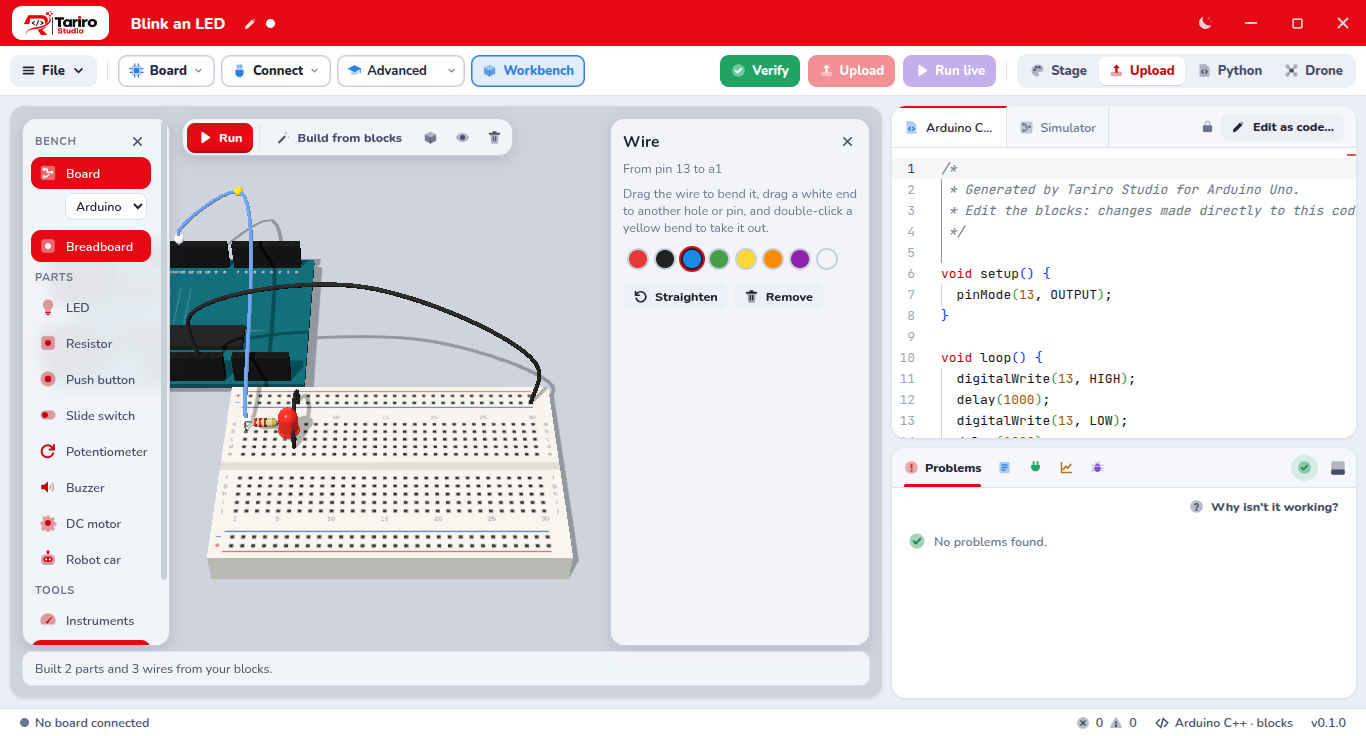 Tariro
Studio
Blink an LED
File
Board
Connect
Advanced
Workbench
Verify
Upload
Run live
Stage
Upload
Python
Drone
BENCH
Board
Arduino
Breadboard
PARTS
LED
Resistor
Push button
Slide switch
Potentiometer
Buzzer
DC motor
Robot car
TOOLS
Instruments
Run
Build from blocks
Wire
From pin 13 to a1
Drag the wire to bend it, drag a white end
to another hole or pin, and double-click a
yellow bend to take it out.
Straighten
Remove
Built 2 parts and 3 wires from your blocks.
Arduino C...
Simulator
Edit as code...
1 /*
2 * Generated by Tariro Studio for Arduino Uno.
3 * Edit the blocks: changes made directly to this cod
4 */
5
6 void setup() {
7 pinMode(13, OUTPUT);
8 }
9
10 void loop() {
11 digitalWrite(13, HIGH);
12 delay(1000);
13 digitalWrite(13, LOW);
Problems
Why isn't it working?
No problems found.
No board connected
0
0
Arduino C++ · blocks
v0.1.0